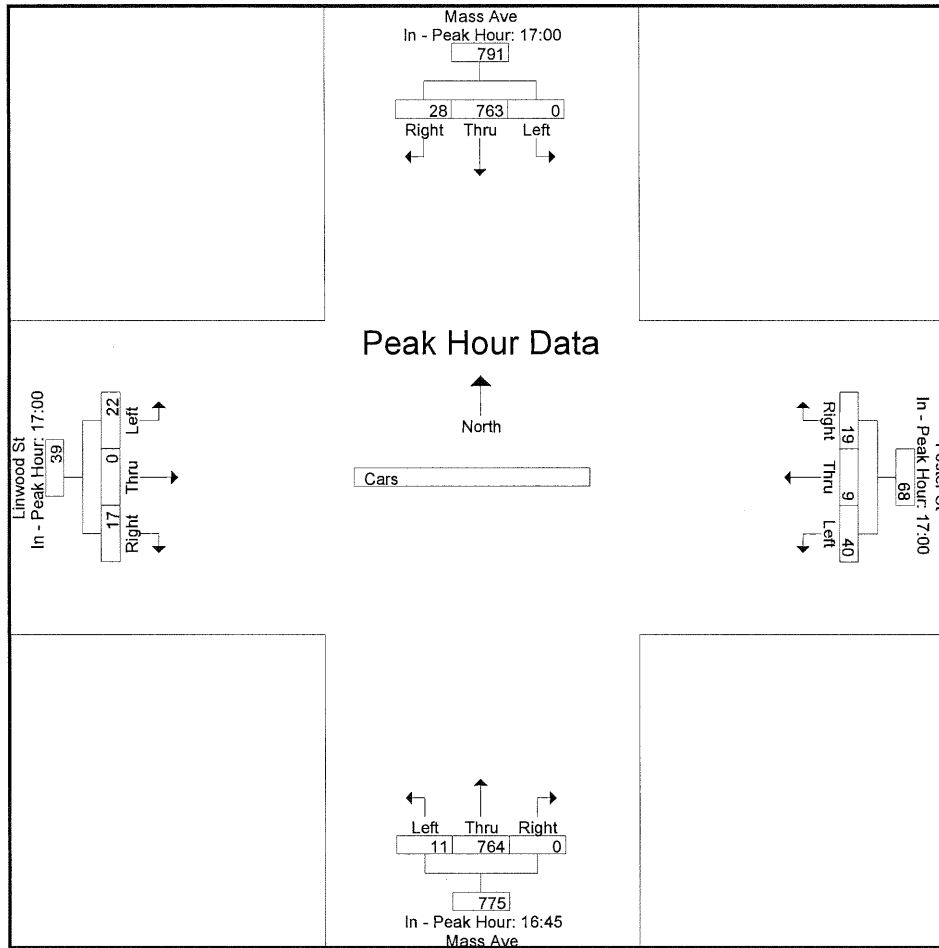 Mass Ave
In - Peak Hour: 17:00
791
28 763 0
Right Thru Left
Peak Hour Data
North
Cars
Linwood St
In - Peak Hour: 17:00
39
22 0 17
Left Thru Right
In - Peak Hour: 17:00
68
19 9 40
Right Thru Left
Left Thru Right
11 764 0
775
In - Peak Hour: 16:45
Mass Ave